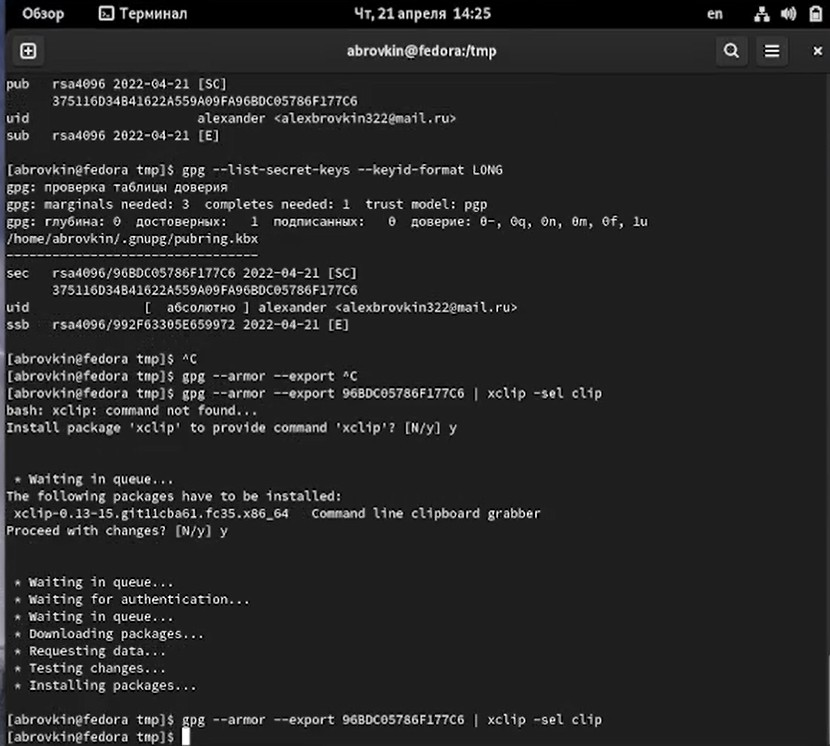 Обзор Терминал Чт, 21 апреля 14:25 en
abrovkin@fedora:/tmp
pub rsa4096 2022-04-21 [SC]
375116D34B41622A559A09FA96BDC05786F177C6
uid alexander <alexbrovkin322@mail.ru>
sub rsa4096 2022-04-21 [E]
[abrovkin@fedora tmp]$ gpg --list-secret-keys --keyid-format LONG
gpg: проверка таблицы доверия
gpg: marginals needed: 3 completes needed: 1 trust model: pgp
gpg: глубина: 0 достоверных: 1 подписанных: 0 доверие: 0-, 0q, 0n, 0m, 0f, 1u
/home/abrovkin/.gnupg/pubring.kbx
---------------------------------
sec rsa4096/96BDC05786F177C6 2022-04-21 [SC]
375116D34B41622A559A09FA96BDC05786F177C6
uid [ абсолютно ] alexander <alexbrovkin322@mail.ru>
ssb rsa4096/992F63305E659972 2022-04-21 [E]
[abrovkin@fedora tmp]$ ^C
[abrovkin@fedora tmp]$ gpg --armor --export ^C
[abrovkin@fedora tmp]$ gpg --armor --export 96BDC05786F177C6 | xclip -sel clip
bash: xclip: command not found...
Install package 'xclip' to provide command 'xclip'? [N/y] y
* Waiting in queue...
The following packages have to be installed:
xclip-0.13-15.git11cba61.fc35.x86_64 Command line clipboard grabber
Proceed with changes? [N/y] y
* Waiting in queue...
* Waiting for authentication...
* Waiting in queue...
* Downloading packages...
* Requesting data...
* Testing changes...
* Installing packages...
[abrovkin@fedora tmp]$ gpg --armor --export 96BDC05786F177C6 | xclip -sel clip
[abrovkin@fedora tmp]$